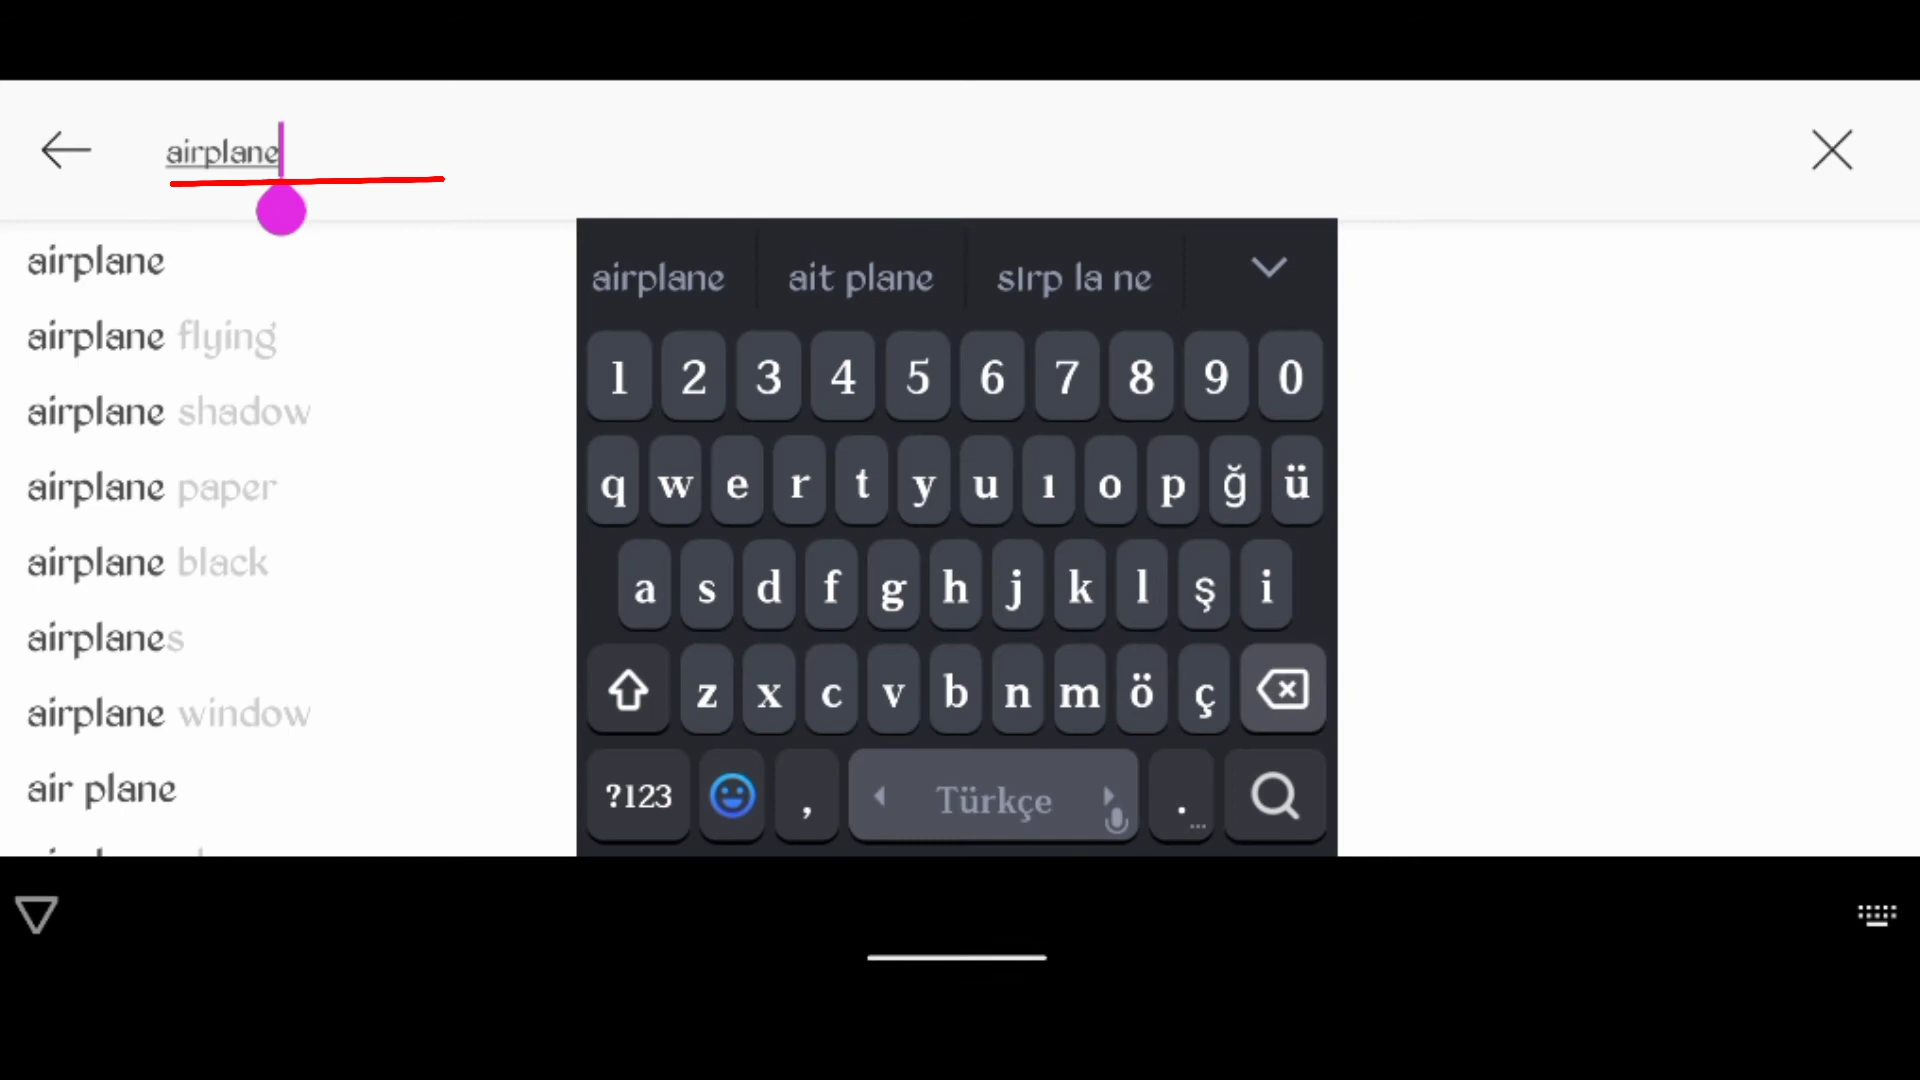 airplane
airplane
airplane flying
airplane shadow
airplane paper
airplane black
airplanes
airplane window
air plane
airplane ait plane sırp la ne
1 2 3 4 5 6 7 8 9 0
q w e r t y u ı o p ğ ü
a s d f g h j k l ş i
z x c v b n m ö ç
?123 , Türkçe . ...